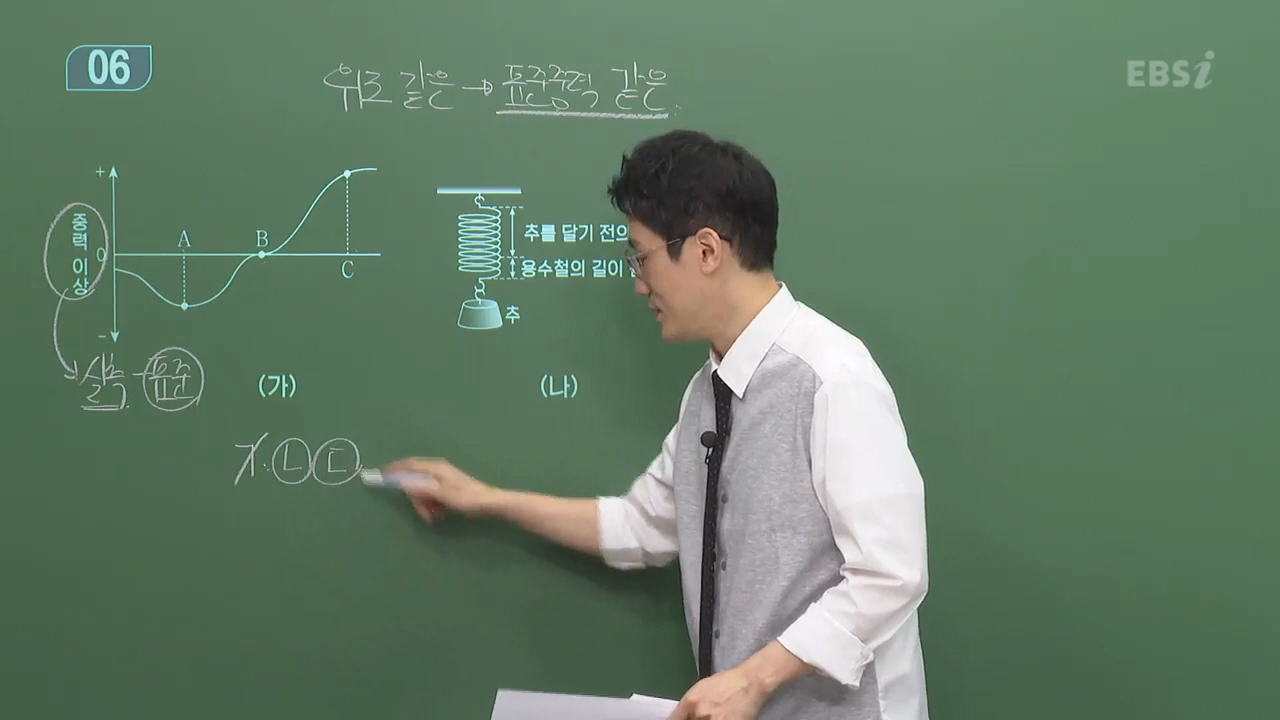 06
EBSi
위도 같은 → 표준중력 같은
+
중력 이상
0
A
B
C
-
추를 달기 전의
용수철의 길이
추
실측 - 표준
(가)
(나)
ㄱ. ㄴ ㄷ